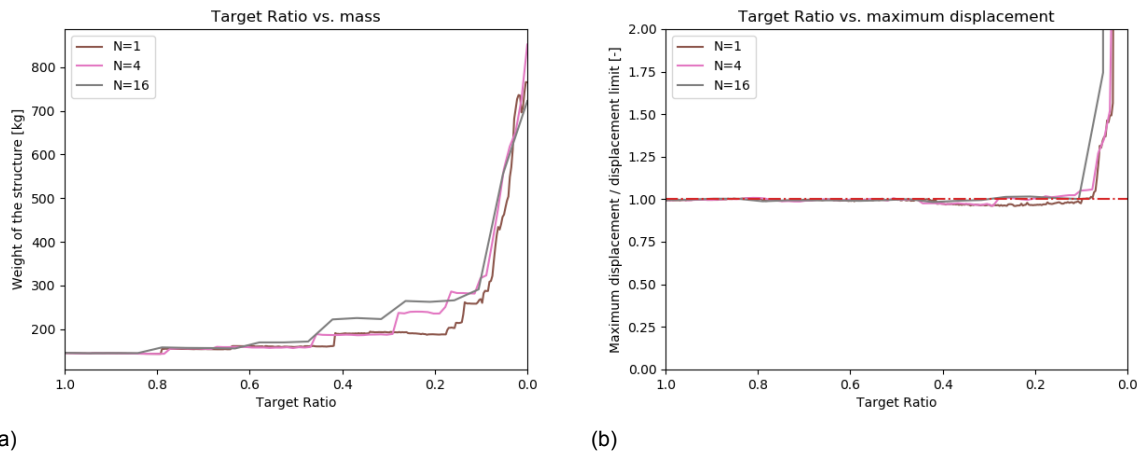 Target Ratio vs. mass
N=1
N=4
N=16
Weight of the structure [kg]
800
700
600
500
400
300
200
1.0 0.8 0.6 0.4 0.2 0.0
Target Ratio
a)
Target Ratio vs. maximum displacement
N=1
N=4
N=16
Maximum displacement / displacement limit [-]
2.00
1.75
1.50
1.25
1.00
0.75
0.50
0.25
0.00
1.0 0.8 0.6 0.4 0.2 0.0
Target Ratio
(b)